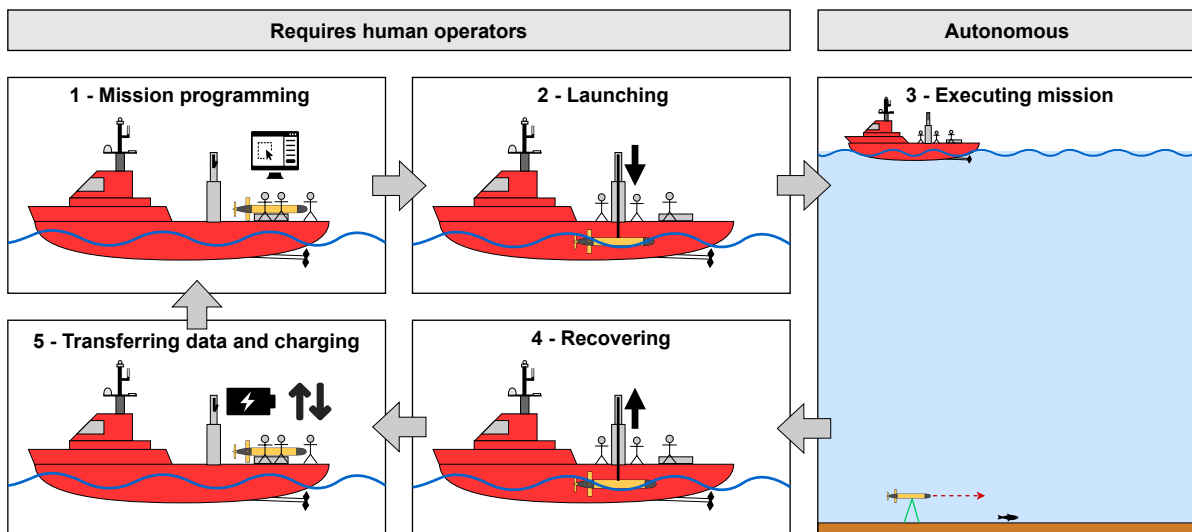 Requires human operators
Autonomous
1 - Mission programming
2 - Launching
3 - Executing mission
5 - Transferring data and charging
4 - Recovering